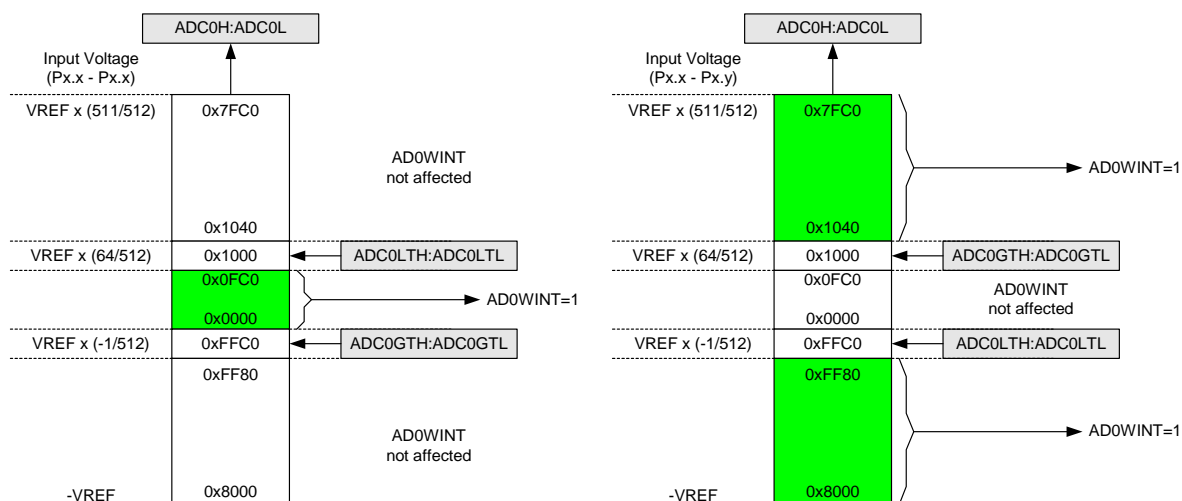 ADC0H:ADC0L
Input Voltage
(Px.x - Px.x)
VREF x (511/512)
0x7FC0
AD0WINT
not affected
0x1040
VREF x (64/512)
0x1000
ADC0LTH:ADC0LTL
0x0FC0
AD0WINT=1
0x0000
VREF x (-1/512)
0xFFC0
ADC0GTH:ADC0GTL
0xFF80
AD0WINT
not affected
-VREF
0x8000
ADC0H:ADC0L
Input Voltage
(Px.x - Px.y)
VREF x (511/512)
0x7FC0
AD0WINT=1
0x1040
VREF x (64/512)
0x1000
ADC0GTH:ADC0GTL
0x0FC0
AD0WINT
not affected
0x0000
VREF x (-1/512)
0xFFC0
ADC0LTH:ADC0LTL
0xFF80
AD0WINT=1
-VREF
0x8000